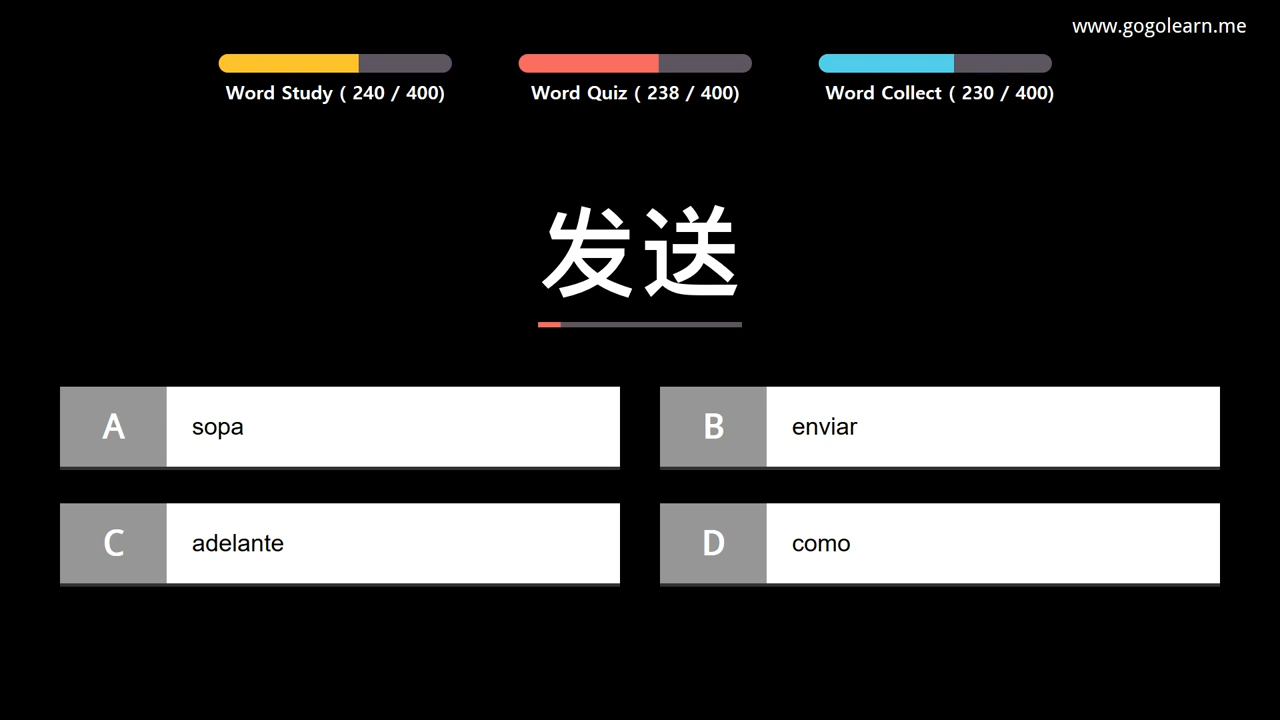 www.gogolearn.me
Word Study ( 240 / 400)
Word Quiz ( 238 / 400)
Word Collect ( 230 / 400)
发送
A
sopa
B
enviar
C
adelante
D
como